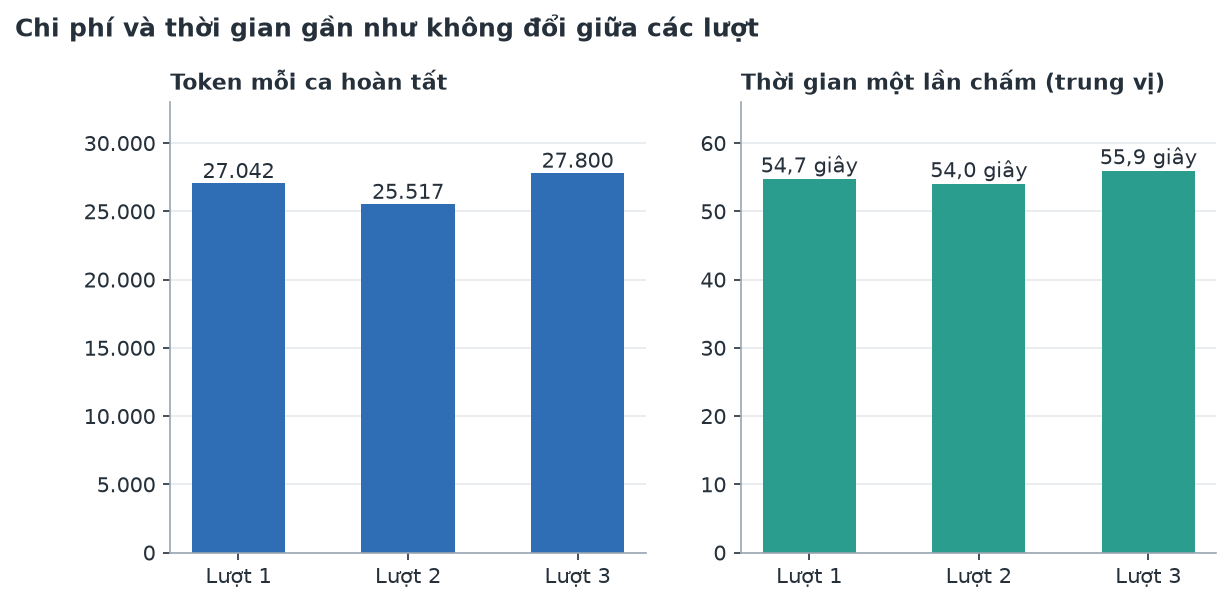 Chi phí và thời gian gần như không đổi giữa các lượt
Token mỗi ca hoàn tất
30.000
25.000
20.000
15.000
10.000
5.000
0
27.042
25.517
27.800
Lượt 1
Lượt 2
Lượt 3
Thời gian một lần chấm (trung vị)
60
50
40
30
20
10
0
54,7 giây
54,0 giây
55,9 giây
Lượt 1
Lượt 2
Lượt 3